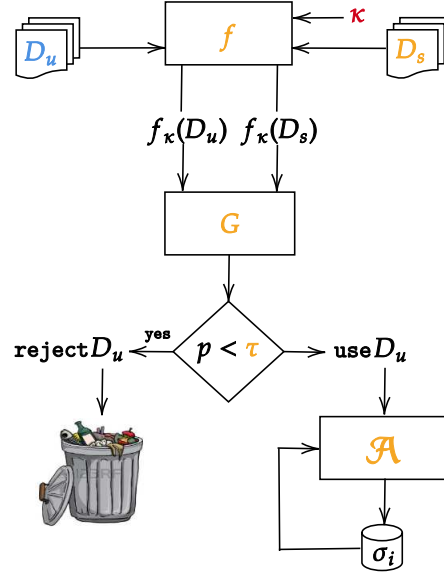 κ
D_u
f
D_s
f_κ(D_u) f_κ(D_s)
G
yes
reject D_u
p < τ
use D_u
𝒜
σ_i